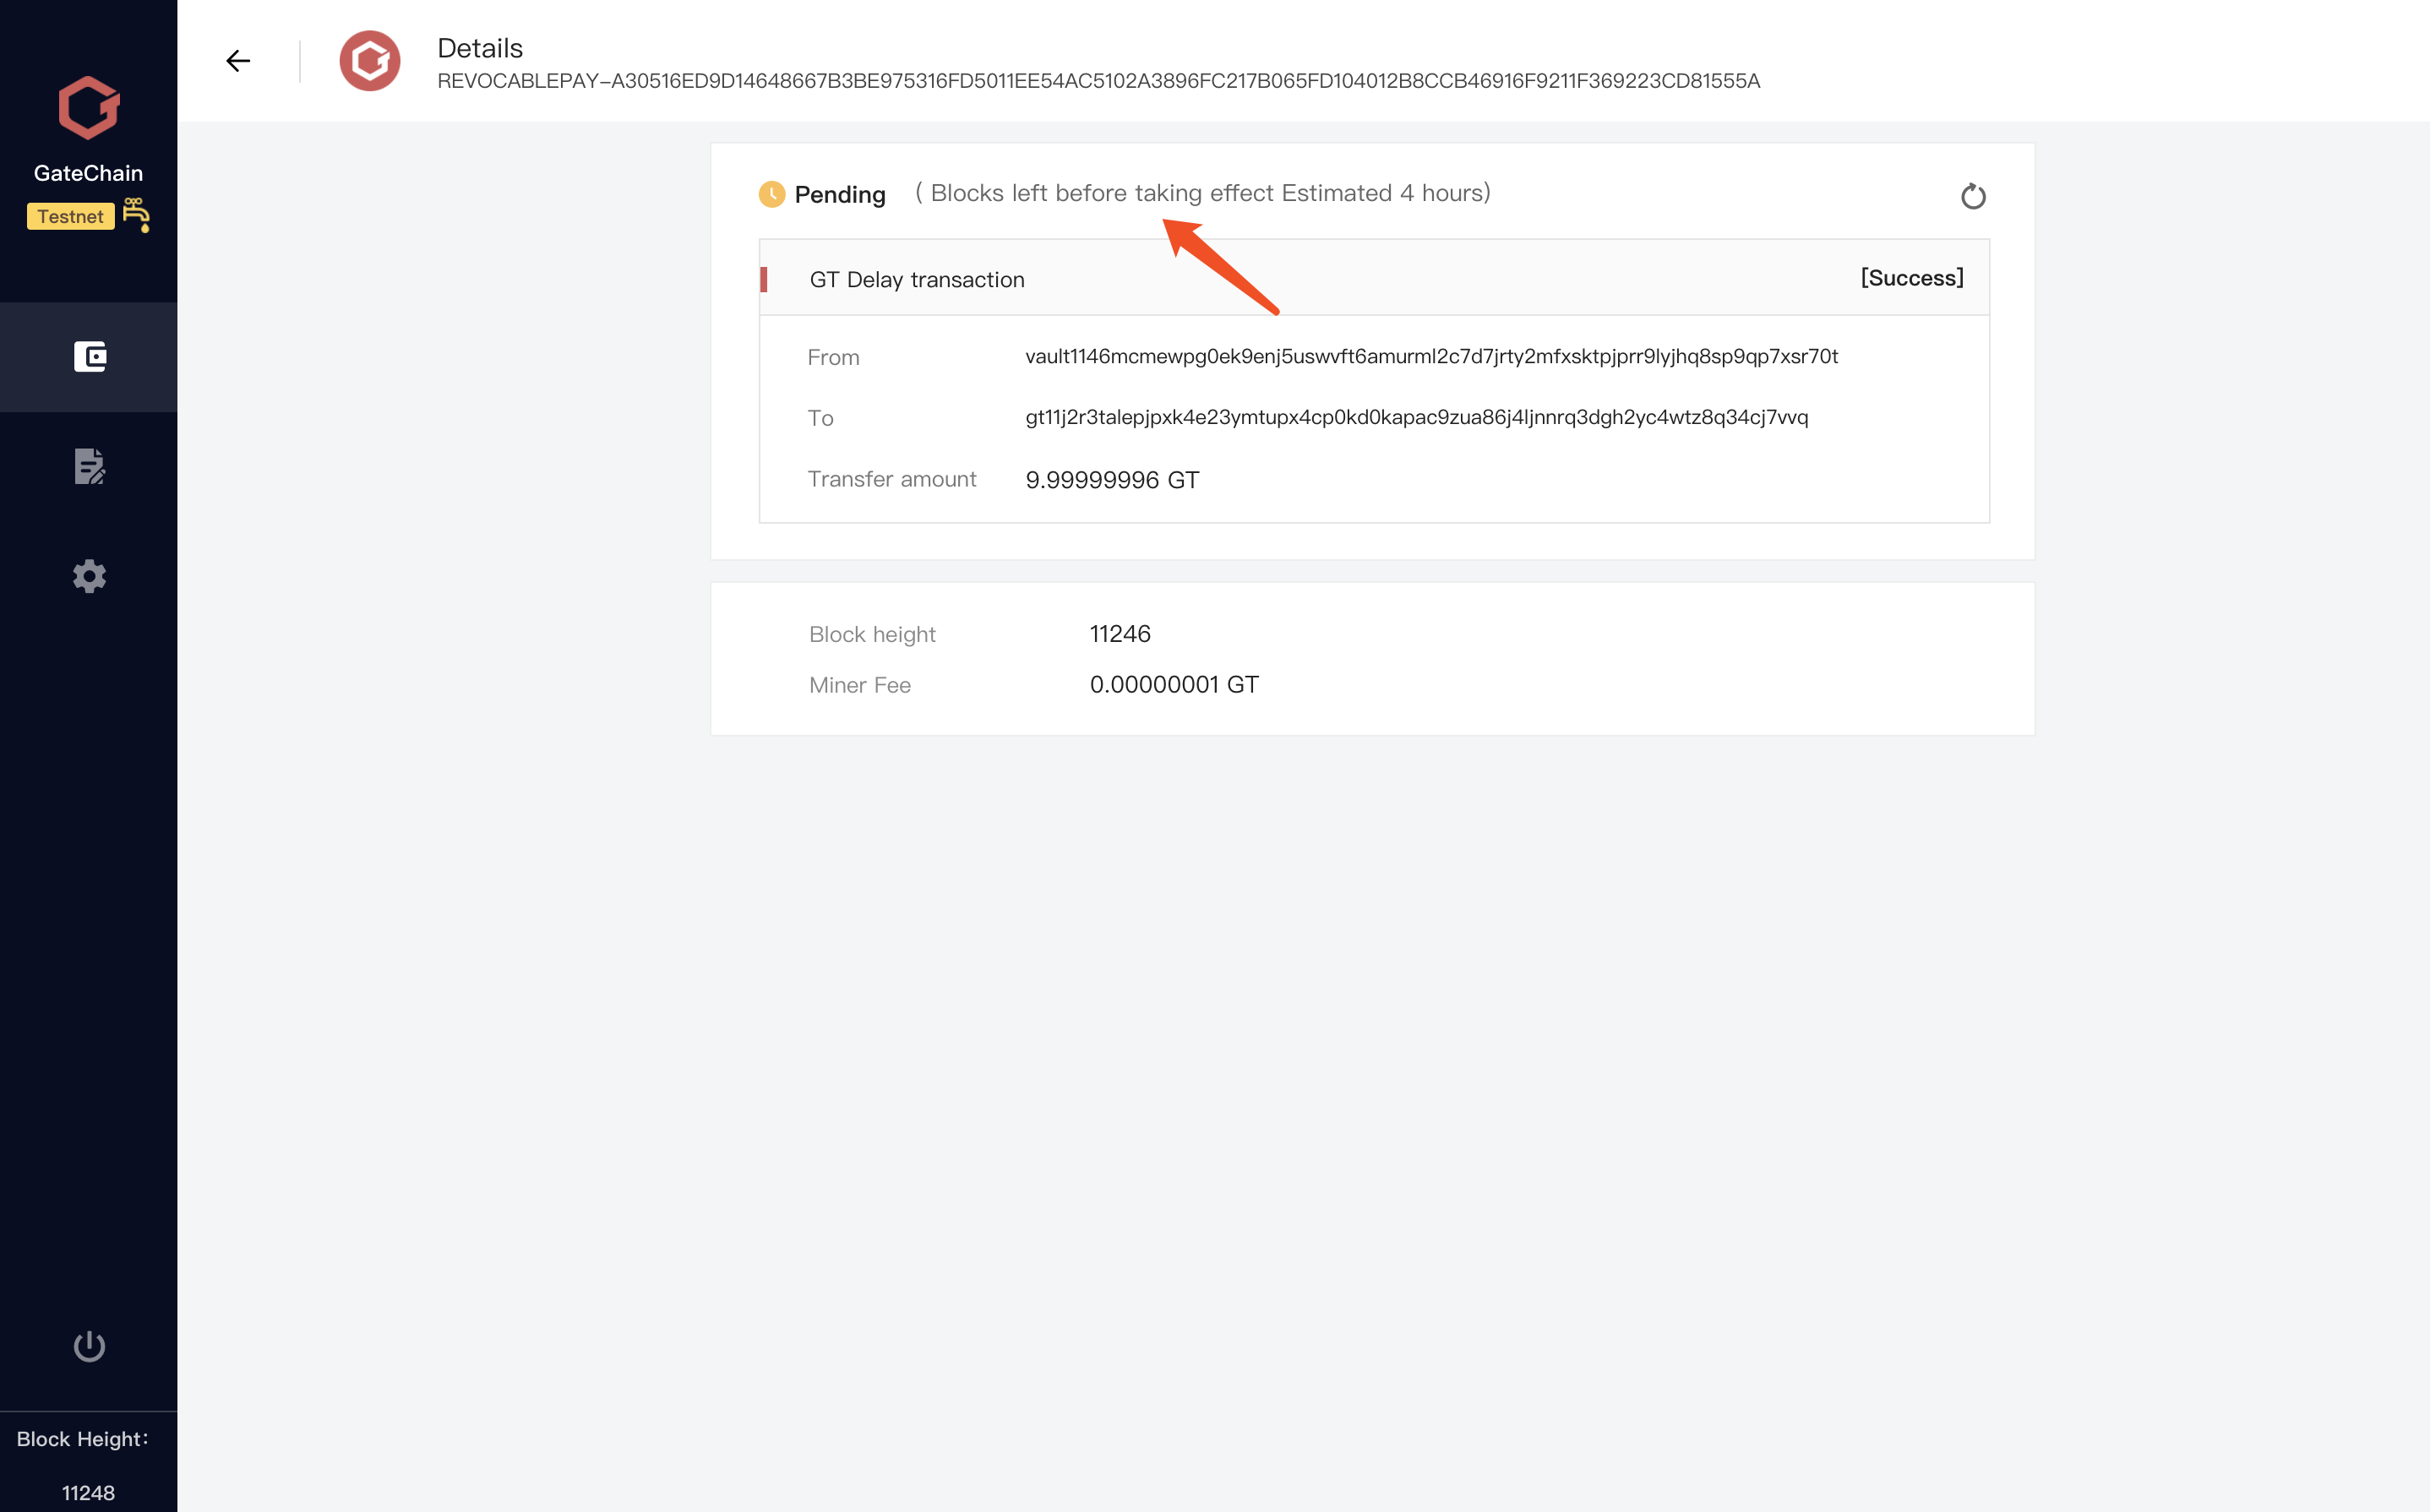 GateChain
Testnet
Block Height:
11248
Details
REVOCABLEPAY-A30516ED9D14648667B3BE975316FD5011EE54AC5102A3896FC217B065FD104012B8CCB46916F9211F369223CD81555A
Pending ( Blocks left before taking effect Estimated 4 hours)
GT Delay transaction [Success]
From vault1146mcmewpg0ek9enj5uswvft6amurml2c7d7jrty2mfxsktpjprr9lyjhq8sp9qp7xsr70t
To gt11j2r3talepjpxk4e23ymtupx4cp0kd0kapac9zua86j4ljnnrq3dgh2yc4wtz8q34cj7vvq
Transfer amount 9.99999996 GT
Block height 11246
Miner Fee 0.00000001 GT